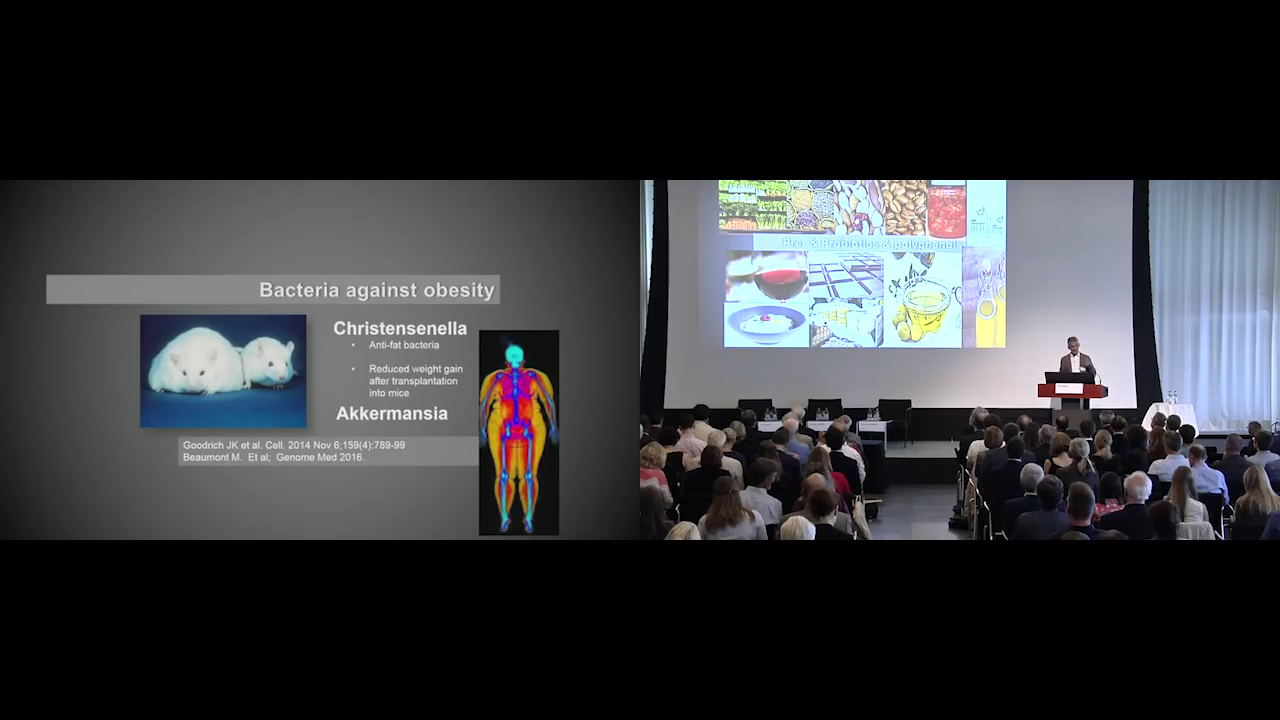 Bacteria against obesity
Christensenella
• Anti-fat bacteria
• Reduced weight gain
after transplantation
into mice
Akkermansia
Goodrich JK et al. Cell. 2014 Nov 6;159(4):789-99
Beaumont M. Et al; Genome Med 2016.
Pre- & Probiotics & polyphenols